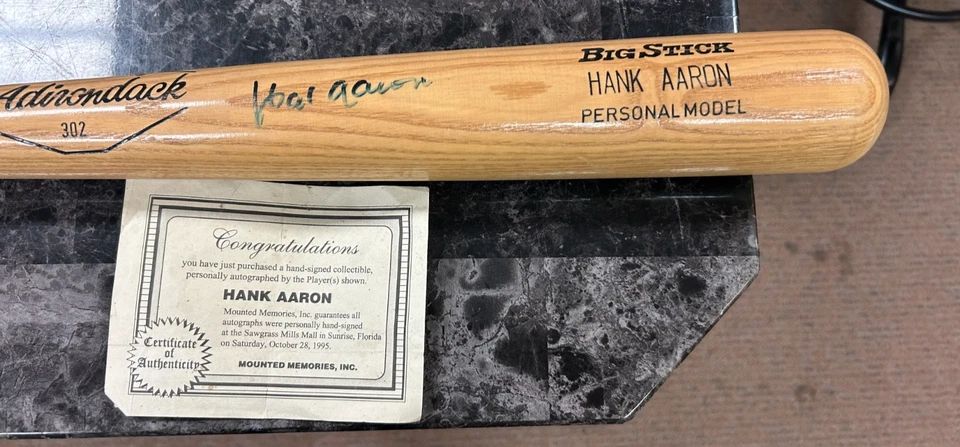 Adirondack
302
Hank Aaron
BIG STICK
HANK AARON
PERSONAL MODEL
Congratulations
you have just purchased a hand-signed collectible,
personally autographed by the Player(s) shown.
HANK AARON
Mounted Memories, Inc. guarantees all
autographs were personally hand-signed
at the Sawgrass Mills Mall in Sunrise, Florida
on Saturday, October 28, 1995.
MOUNTED MEMORIES, INC.
Certificate
of
Authenticity